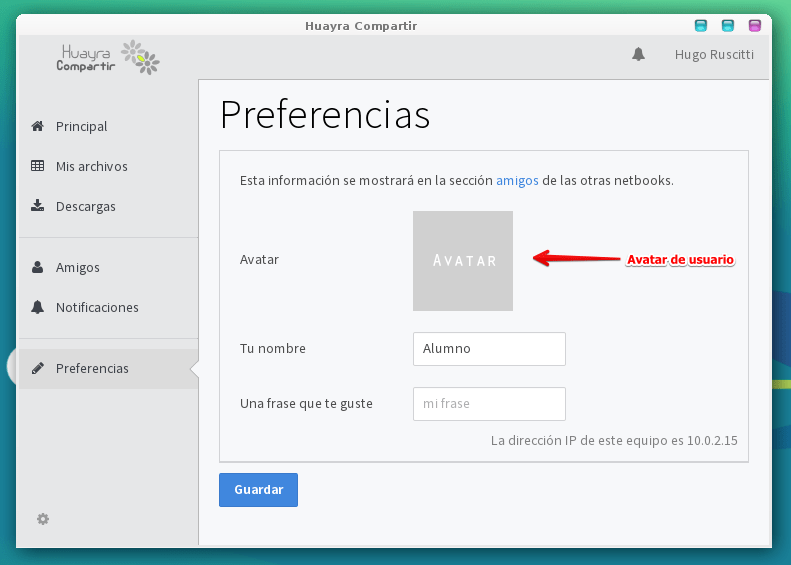 Huayra Compartir
Huayra
Compartir
Hugo Ruscitti
Principal
Mis archivos
Descargas
Amigos
Notificaciones
Preferencias
Preferencias
Esta información se mostrará en la sección amigos de las otras netbooks.
Avatar
AVATAR
Avatar de usuario
Tu nombre
Alumno
Una frase que te guste
mi frase
La dirección IP de este equipo es 10.0.2.15
Guardar